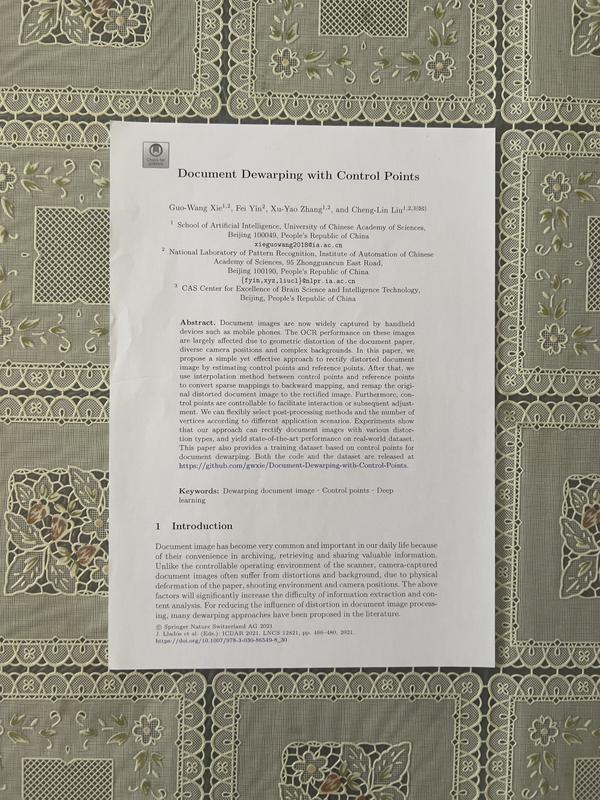 Check for
updates
Document Dewarping with Control Points
Guo-Wang Xie1,2, Fei Yin2, Xu-Yao Zhang1,2, and Cheng-Lin Liu1,2,3(✉)
1 School of Artificial Intelligence, University of Chinese Academy of Sciences,
Beijing 100049, People's Republic of China
xieguowang2018@ia.ac.cn
2 National Laboratory of Pattern Recognition, Institute of Automation of Chinese
Academy of Sciences, 95 Zhongguancun East Road,
Beijing 100190, People's Republic of China
{fyin,xyz,liucl}@nlpr.ia.ac.cn
3 CAS Center for Excellence of Brain Science and Intelligence Technology,
Beijing, People's Republic of China
Abstract. Document images are now widely captured by handheld
devices such as mobile phones. The OCR performance on these images
are largely affected due to geometric distortion of the document paper,
diverse camera positions and complex backgrounds. In this paper, we
propose a simple yet effective approach to rectify distorted document
image by estimating control points and reference points. After that, we
use interpolation method between control points and reference points
to convert sparse mappings to backward mapping, and remap the origi-
nal distorted document image to the rectified image. Furthermore, con-
trol points are controllable to facilitate interaction or subsequent adjust-
ment. We can flexibly select post-processing methods and the number of
vertices according to different application scenarios. Experiments show
that our approach can rectify document images with various distor-
tion types, and yield state-of-the-art performance on real-world dataset.
This paper also provides a training dataset based on control points for
document dewarping. Both the code and the dataset are released at
https://github.com/gwxie/Document-Dewarping-with-Control-Points.
Keywords: Dewarping document image · Control points · Deep
learning
1 Introduction
Document image has become very common and important in our daily life because
of their convenience in archiving, retrieving and sharing valuable information.
Unlike the controllable operating environment of the scanner, camera-captured
document images often suffer from distortions and background, due to physical
deformation of the paper, shooting environment and camera positions. The above
factors will significantly increase the difficulty of information extraction and con-
tent analysis. For reducing the influence of distortion in document image process-
ing, many dewarping approaches have been proposed in the literature.
© Springer Nature Switzerland AG 2021
J. Lladós et al. (Eds.): ICDAR 2021, LNCS 12821, pp. 466–480, 2021.
https://doi.org/10.1007/978-3-030-86549-8_30